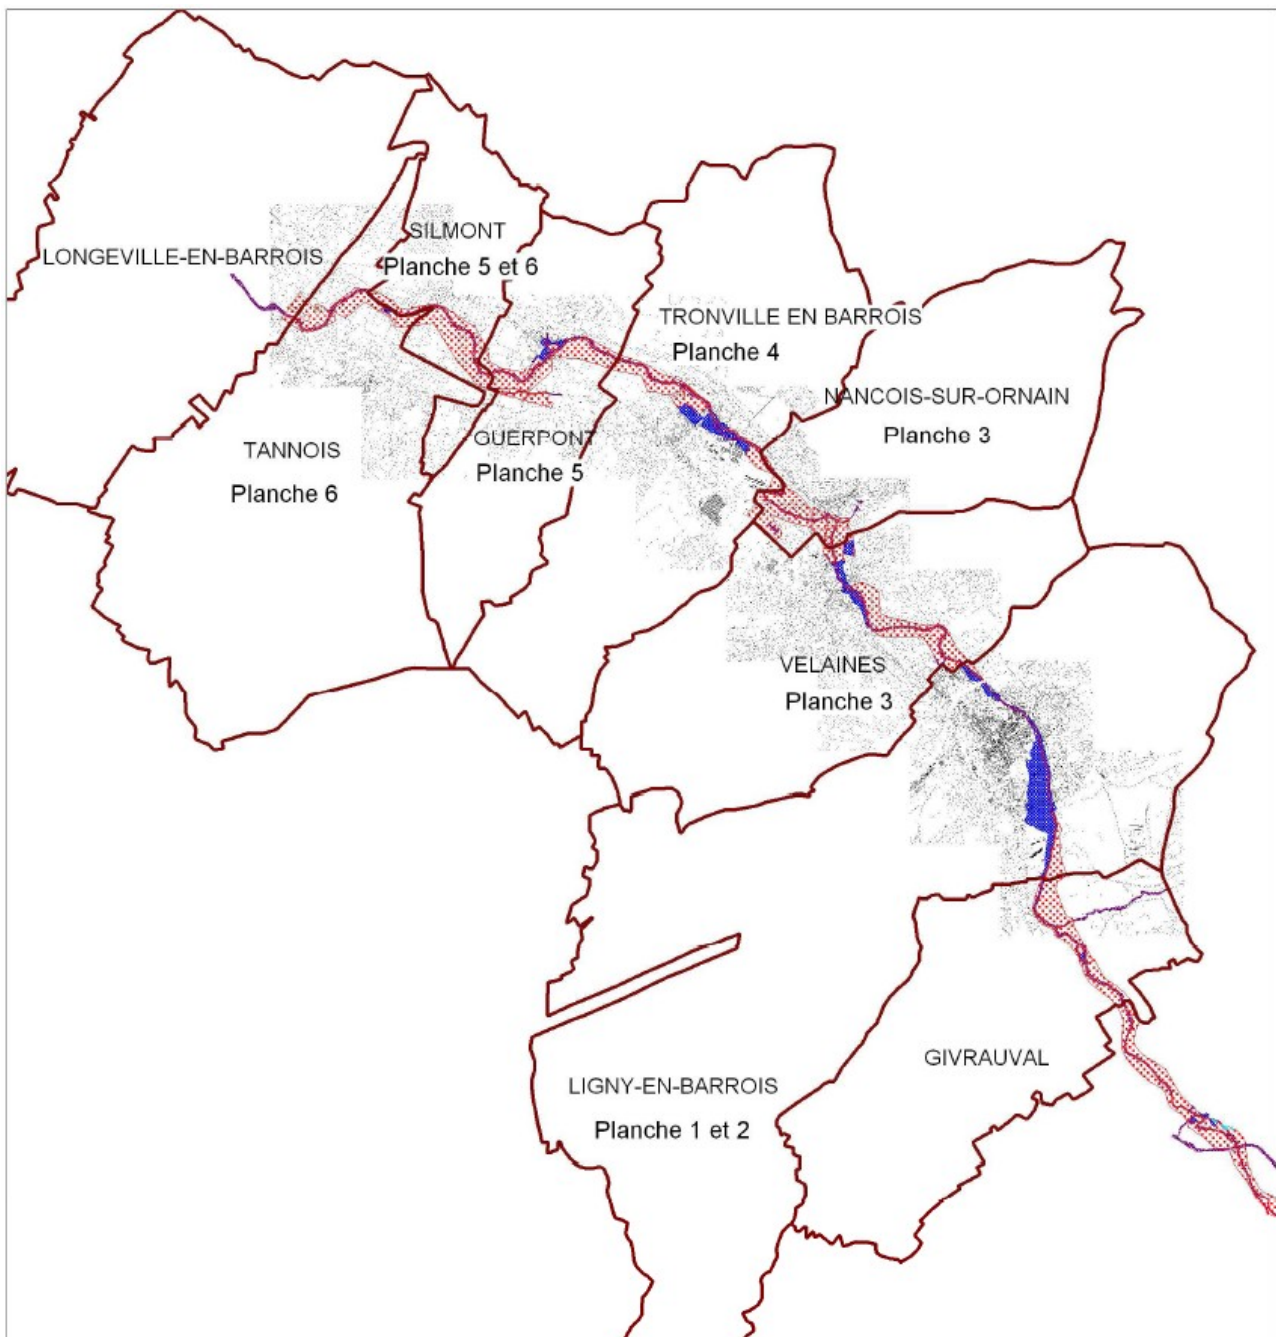 SILMONT
LONGEVILLE-EN-BARROIS
Planche 5 et 6
TRONVILLE EN BARROIS
Planche 4
NANCOIS-SUR-ORNAIN
Planche 3
GUERPONT
TANNOIS
Planche 5
Planche 6
VELAINES
Planche 3
GIVRAUVAL
LIGNY-EN-BARROIS
Planche 1 et 2